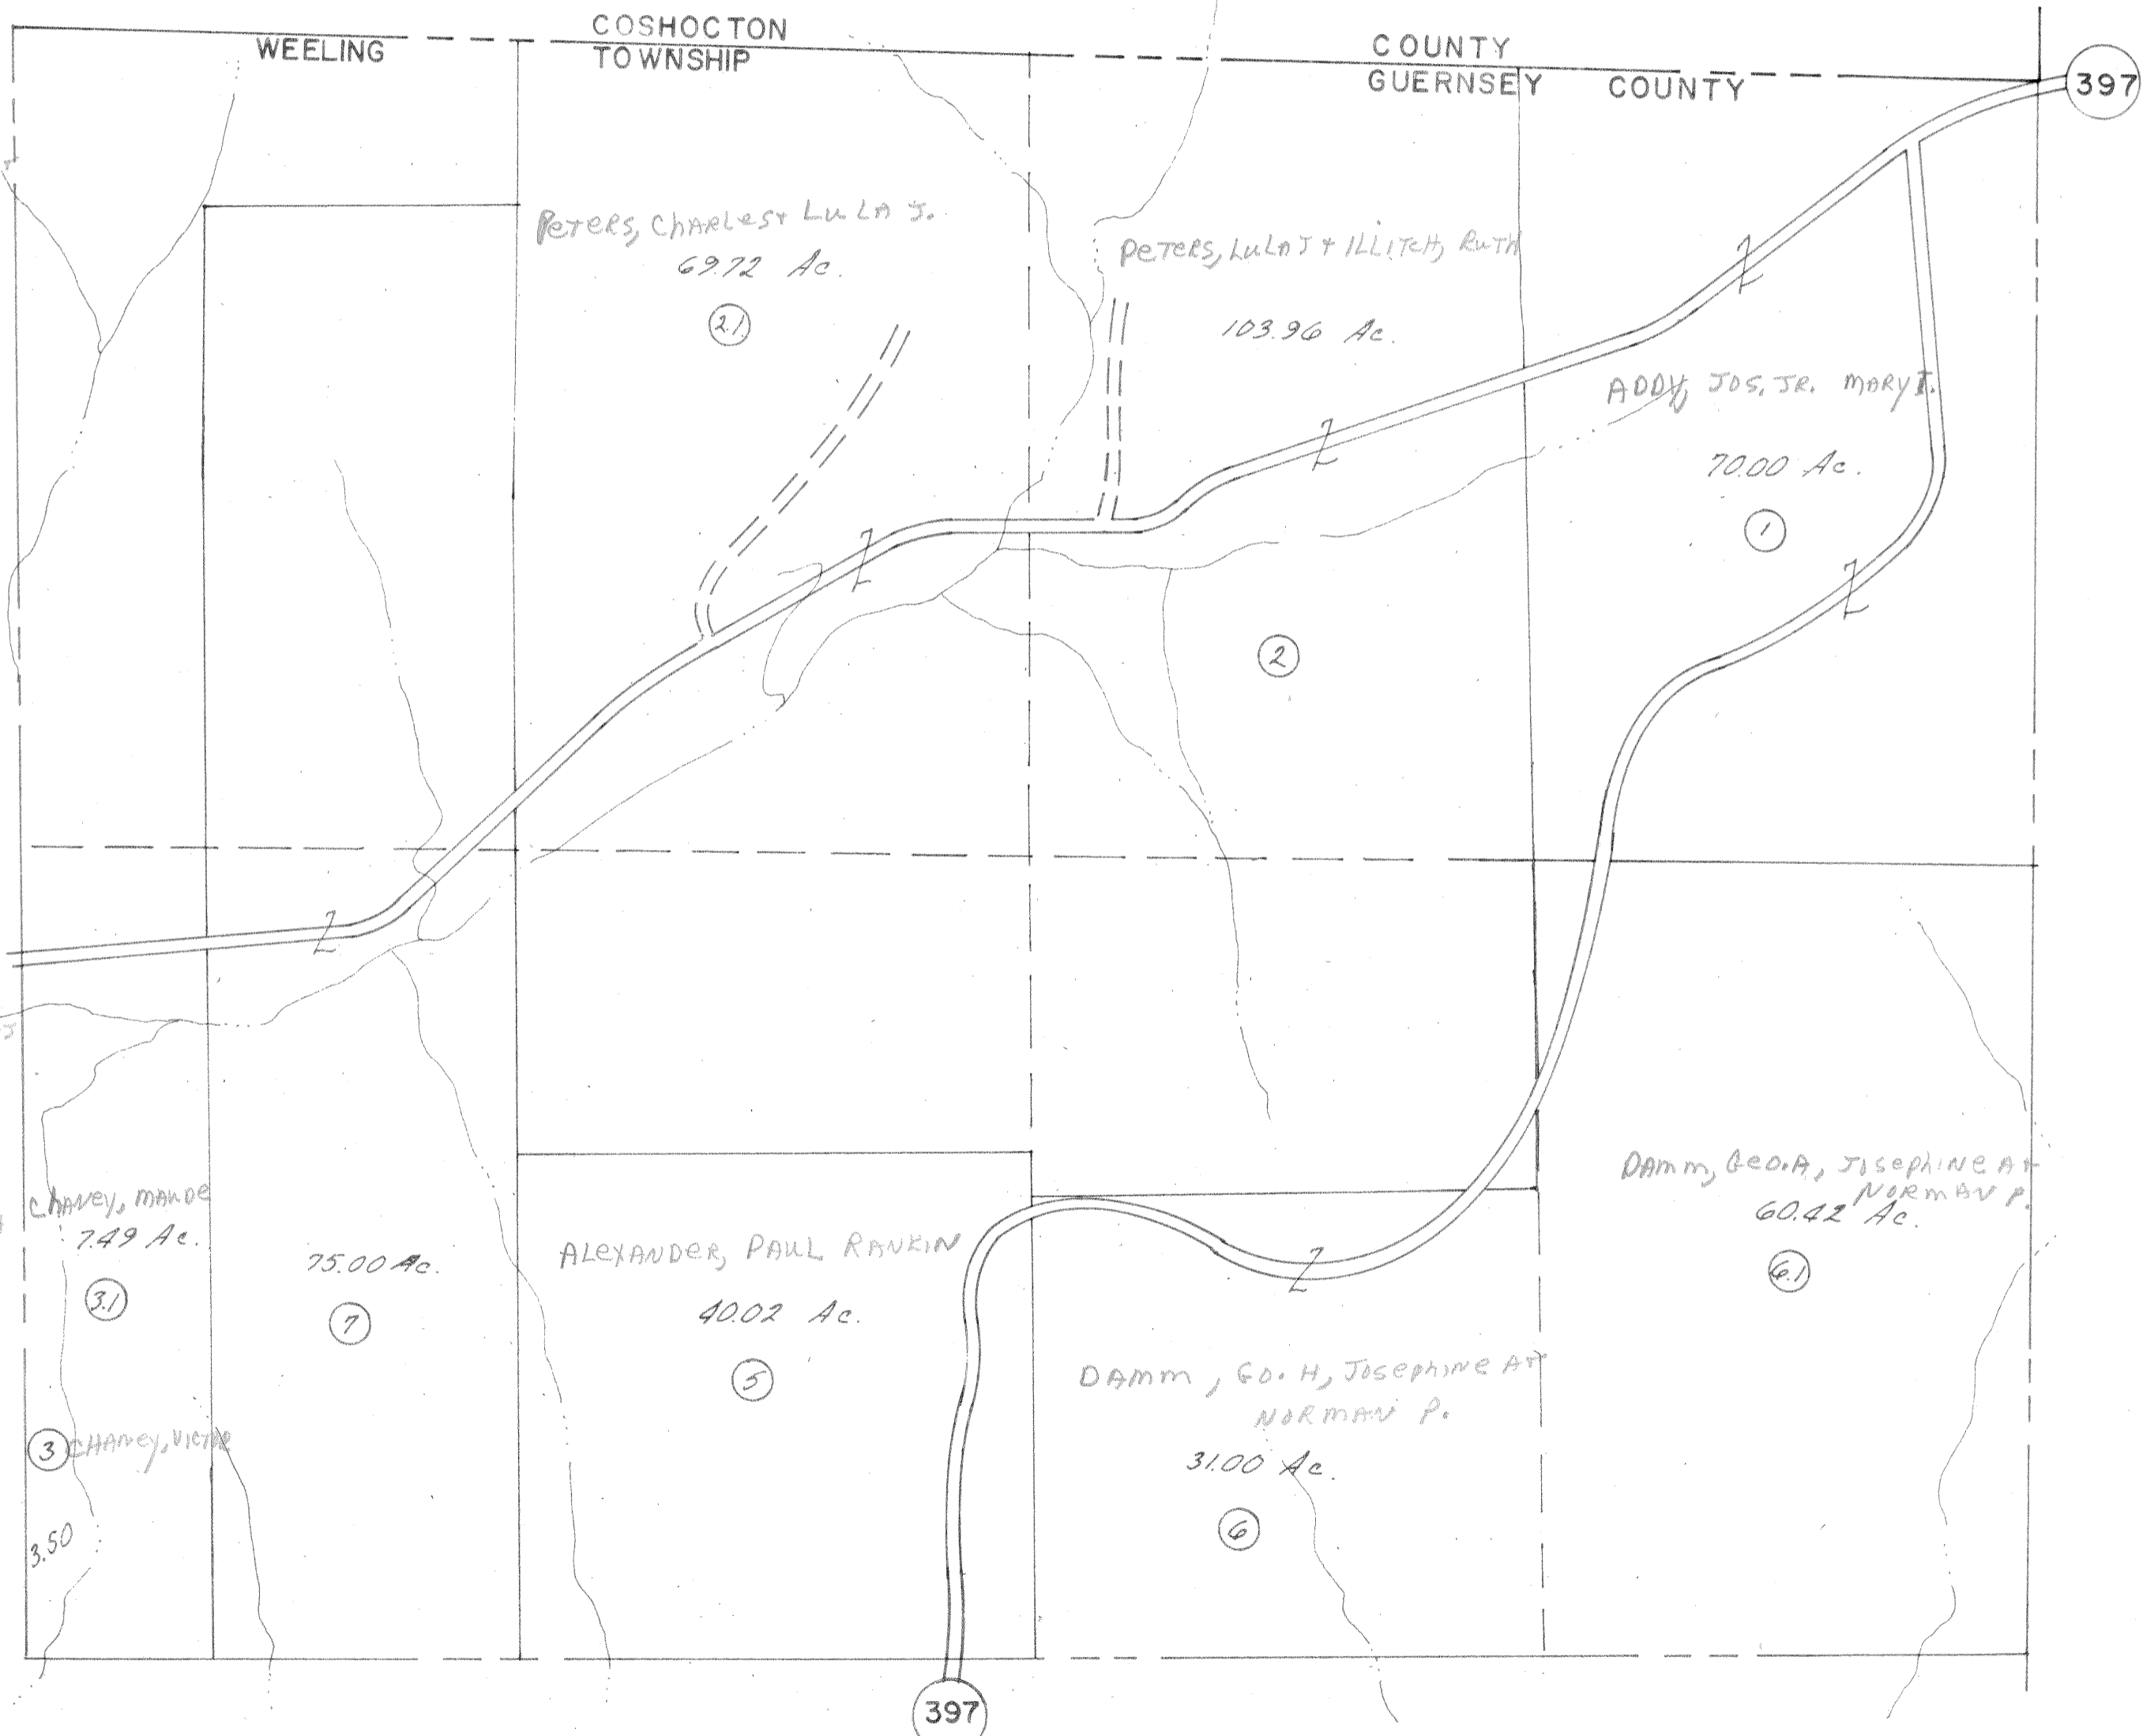 COSHOCTON COUNTY
WEELING TOWNSHIP
GUERNSEY COUNTY
397
PETERS, CHARLES + LULA J.
69.72 Ac.
2.1
PETERS, LULA J + ILLITCH, RUTH
103.96 Ac.
ADDY, JOS. JR. MARY I.
70.00 Ac.
1
2
CHANEY, MAUDE
7.49 Ac.
3.1
75.00 Ac.
7
ALEXANDER, PAUL RANKIN
40.02 Ac.
5
DAMM, GEO. A, JOSEPHINE A +
NORMAN P.
60.42 Ac.
6.1
DAMM, GO. H, JOSEPHINE A +
NORMAN P.
31.00 Ac.
6
3 CHANEY, VICTOR
3.50
397